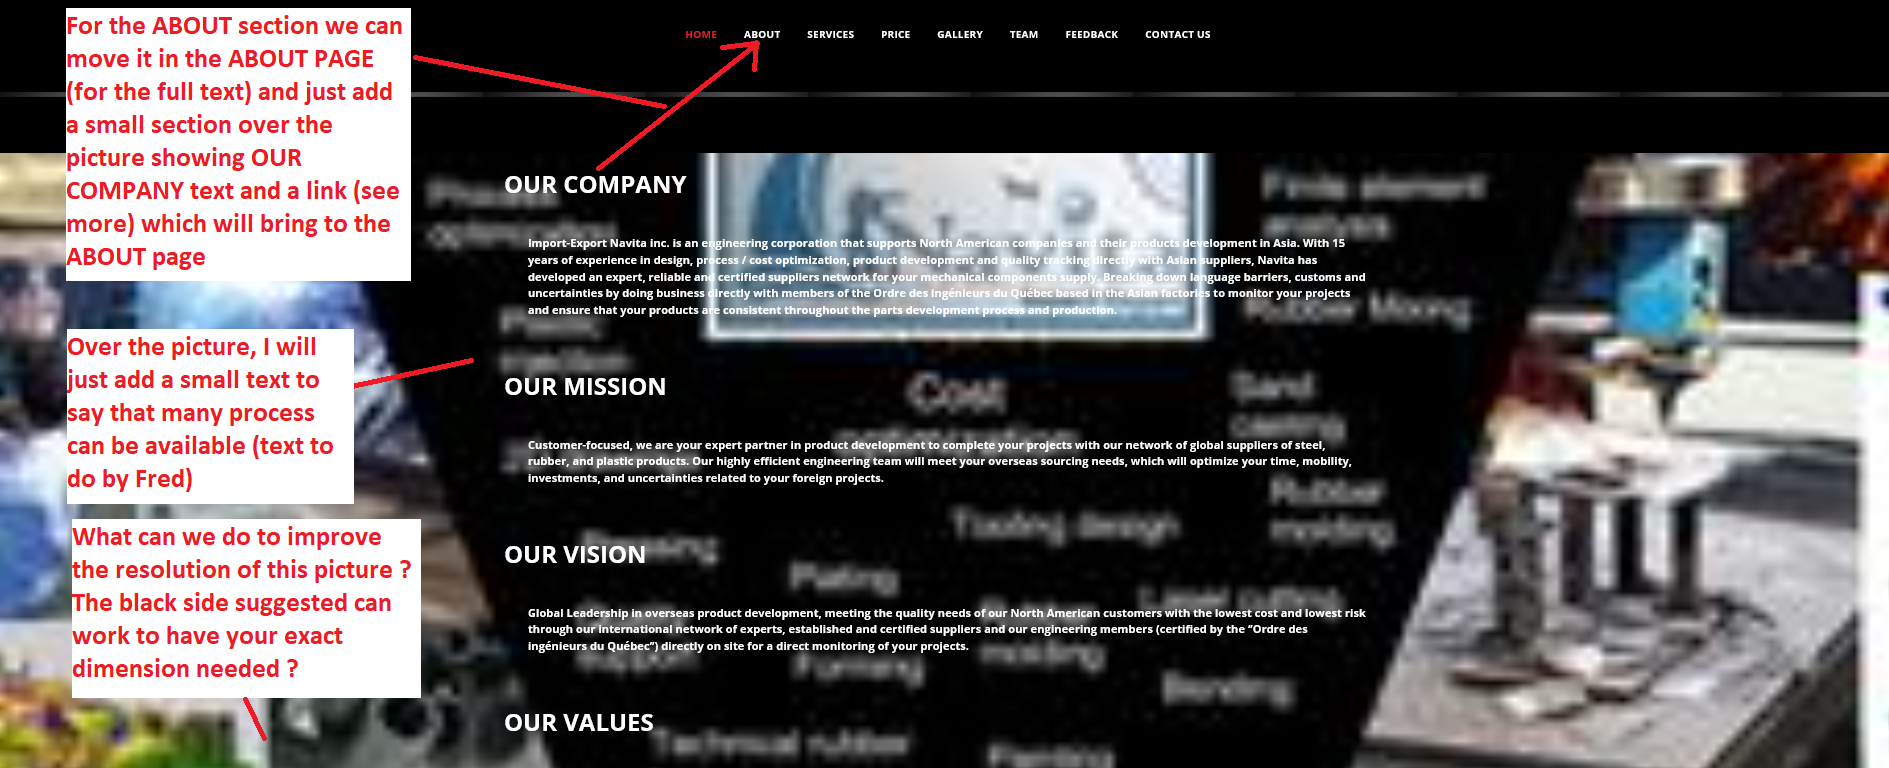 For the ABOUT section we can
move it in the ABOUT PAGE
(for the full text) and just add
a small section over the
picture showing OUR
COMPANY text and a link (see
more) which will bring to the
ABOUT page
HOME ABOUT SERVICES PRICE GALLERY TEAM FEEDBACK CONTACT US
OUR COMPANY
Import-Export Navita inc. is an engineering corporation that supports North American companies and their products development in Asia. With 15
years of experience in design, process / cost optimization, product development and quality tracking directly with Asian suppliers, Navita has
developed an expert, reliable and certified suppliers network for your mechanical components supply. Breaking down language barriers, customs and
uncertainties by doing business directly with members of the Ordre des ingénieurs du Québec based in the Asian factories to monitor your projects
and ensure that your products are consistent throughout the parts development process and production.
Over the picture, I will
just add a small text to
say that many process
can be available (text to
do by Fred)
OUR MISSION
Customer-focused, we are your expert partner in product development to complete your projects with our network of global suppliers of steel,
rubber, and plastic products. Our highly efficient engineering team will meet your overseas sourcing needs, which will optimize your time, mobility,
investments, and uncertainties related to your foreign projects.
What can we do to improve
the resolution of this picture ?
The black side suggested can
work to have your exact
dimension needed ?
OUR VISION
Global Leadership in overseas product development, meeting the quality needs of our North American customers with the lowest cost and lowest risk
through our international network of experts, established and certified suppliers and our engineering members (certified by the “Ordre des
ingénieurs du Québec”) directly on site for a direct monitoring of your projects.
OUR VALUES
Finite element
analysis
Rubber Mixing
Plastic
injection
Cost
Sand
casting
Rubber
molding
Tooling design
Plating
Laser cutting
Forming
molding
Bending
Technical rubber
Painting